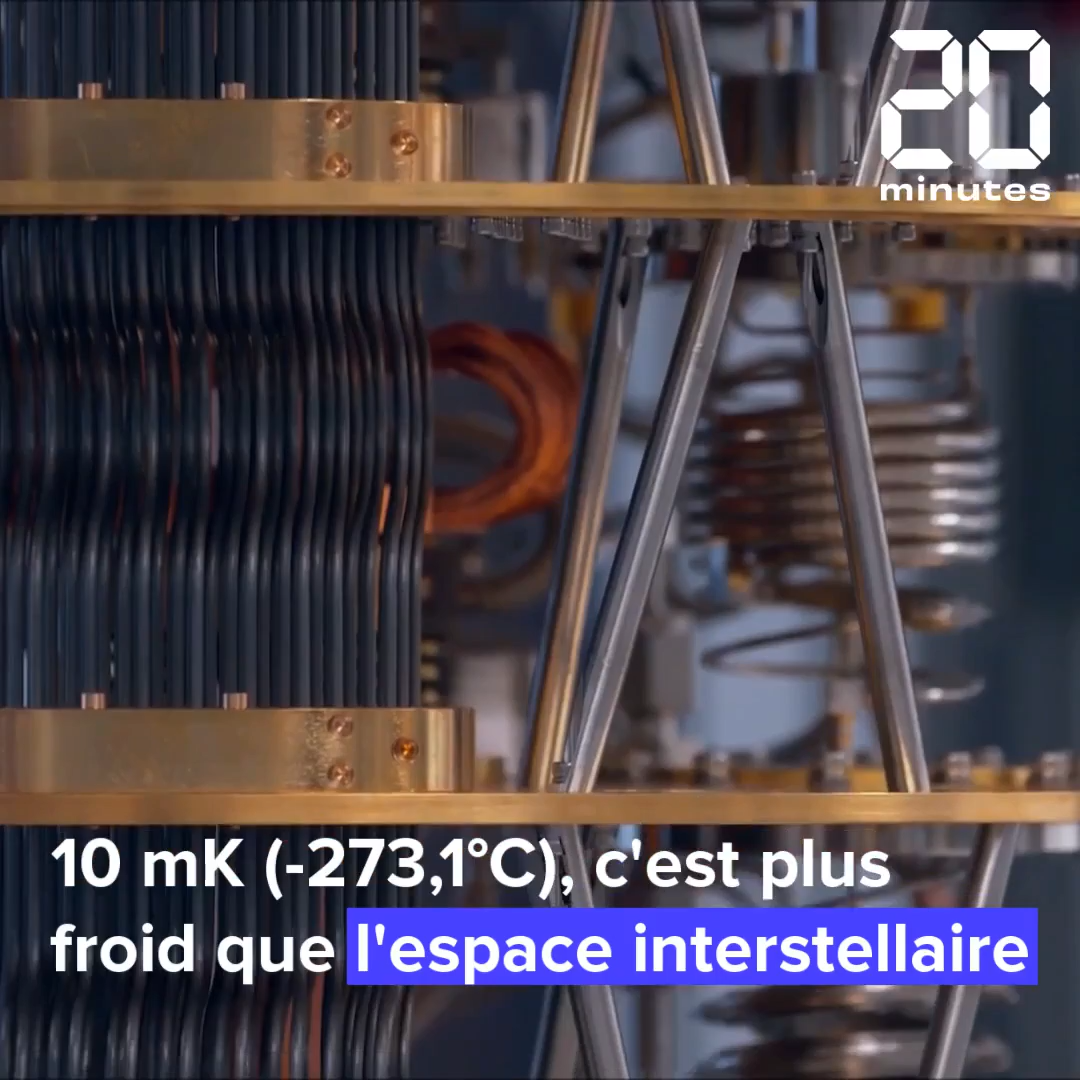 20
minutes
10 mK (-273,1°C), c'est plus
froid que l'espace interstellaire